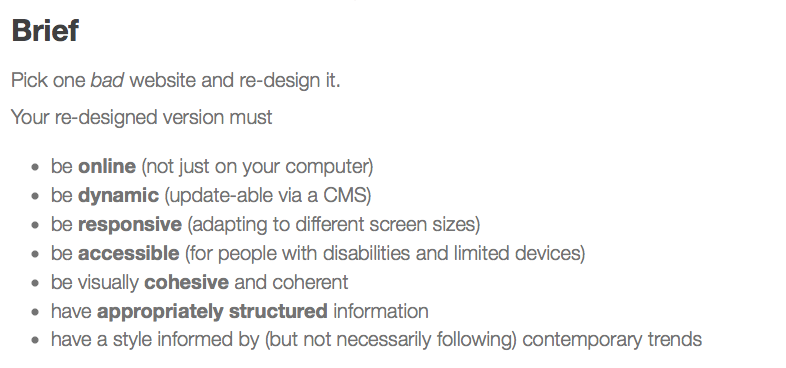 Brief
Pick one bad website and re-design it.
Your re-designed version must
• be online (not just on your computer)
• be dynamic (update-able via a CMS)
• be responsive (adapting to different screen sizes)
• be accessible (for people with disabilities and limited devices)
• be visually cohesive and coherent
• have appropriately structured information
• have a style informed by (but not necessarily following) contemporary trends